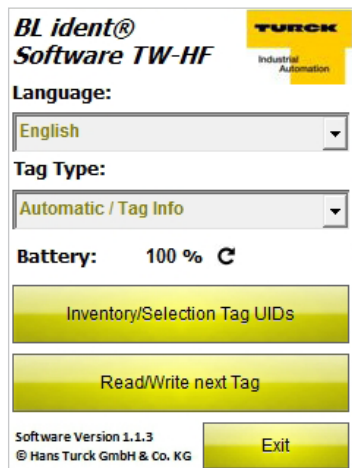 BL ident®
Software TW-HF
TURCK
Industrial
Automation
Language:
English
Tag Type:
Automatic / Tag Info
Battery: 100 %
Inventory/Selection Tag UIDs
Read/Write next Tag
Software Version 1.1.3
© Hans Turck GmbH & Co. KG
Exit